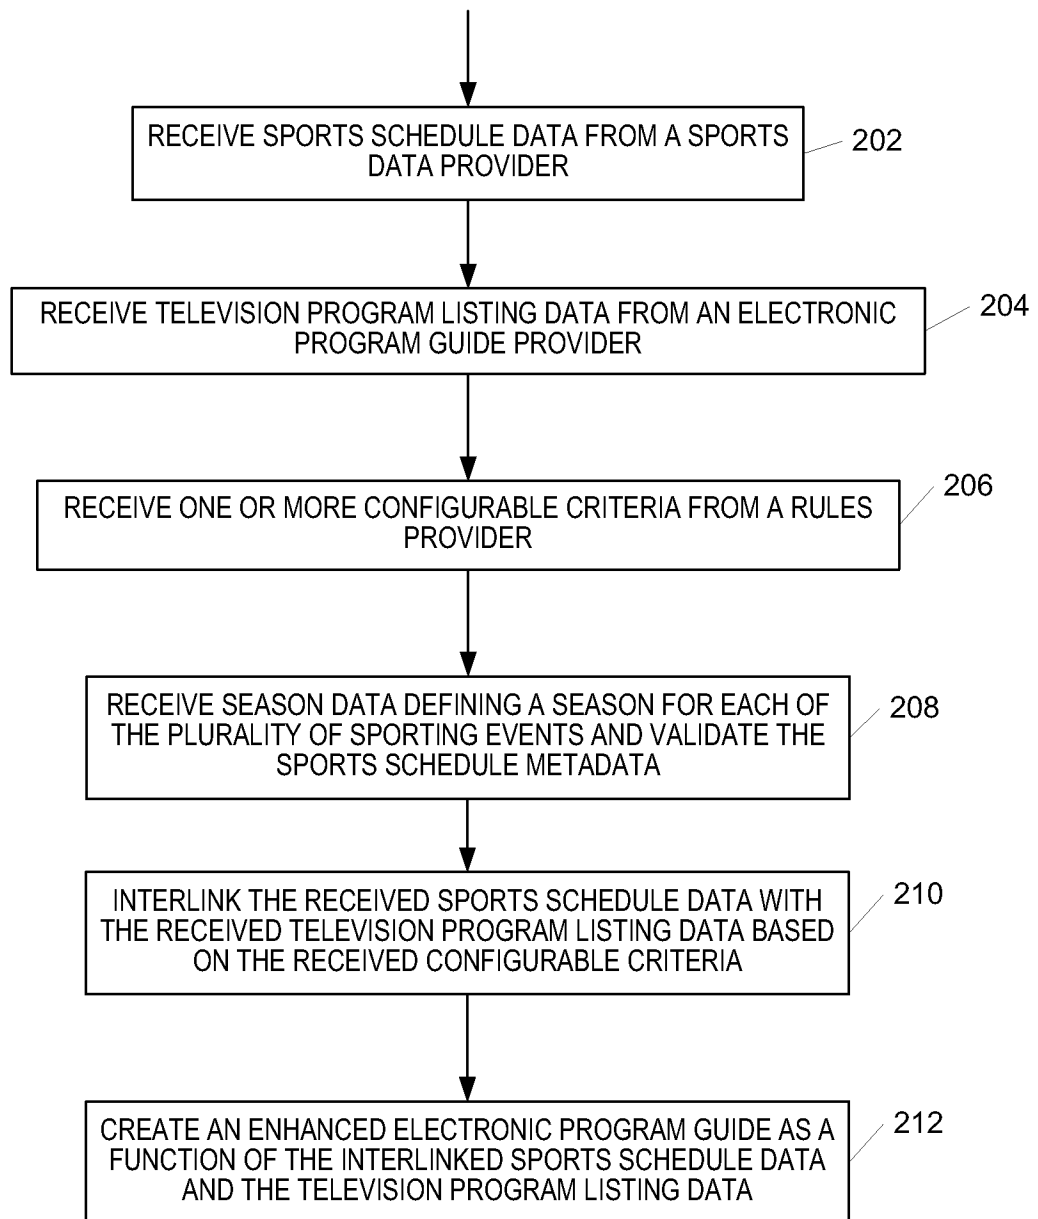 RECEIVE SPORTS SCHEDULE DATA FROM A SPORTS
DATA PROVIDER
202
RECEIVE TELEVISION PROGRAM LISTING DATA FROM AN ELECTRONIC
PROGRAM GUIDE PROVIDER
204
RECEIVE ONE OR MORE CONFIGURABLE CRITERIA FROM A RULES
PROVIDER
206
RECEIVE SEASON DATA DEFINING A SEASON FOR EACH OF
THE PLURALITY OF SPORTING EVENTS AND VALIDATE THE
SPORTS SCHEDULE METADATA
208
INTERLINK THE RECEIVED SPORTS SCHEDULE DATA WITH
THE RECEIVED TELEVISION PROGRAM LISTING DATA BASED
ON THE RECEIVED CONFIGURABLE CRITERIA
210
CREATE AN ENHANCED ELECTRONIC PROGRAM GUIDE AS A
FUNCTION OF THE INTERLINKED SPORTS SCHEDULE DATA
AND THE TELEVISION PROGRAM LISTING DATA
212